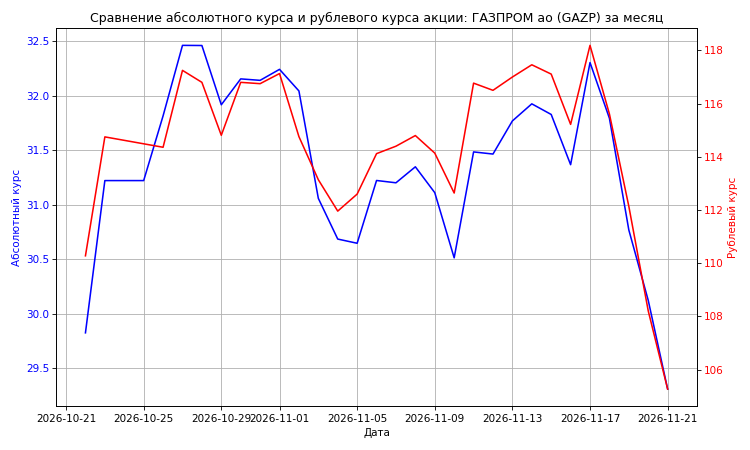 Сравнение абсолютного курса и рублевого курса акции: ГАЗПРОМ ао (GAZP) за месяц
32.5
32.0
31.5
31.0
30.5
30.0
29.5
Абсолютный курс
118
116
114
112
110
108
106
Рублевый курс
2026-10-21 2026-10-25 2026-10-29 2026-11-01 2026-11-05 2026-11-09 2026-11-13 2026-11-17 2026-11-21
Дата